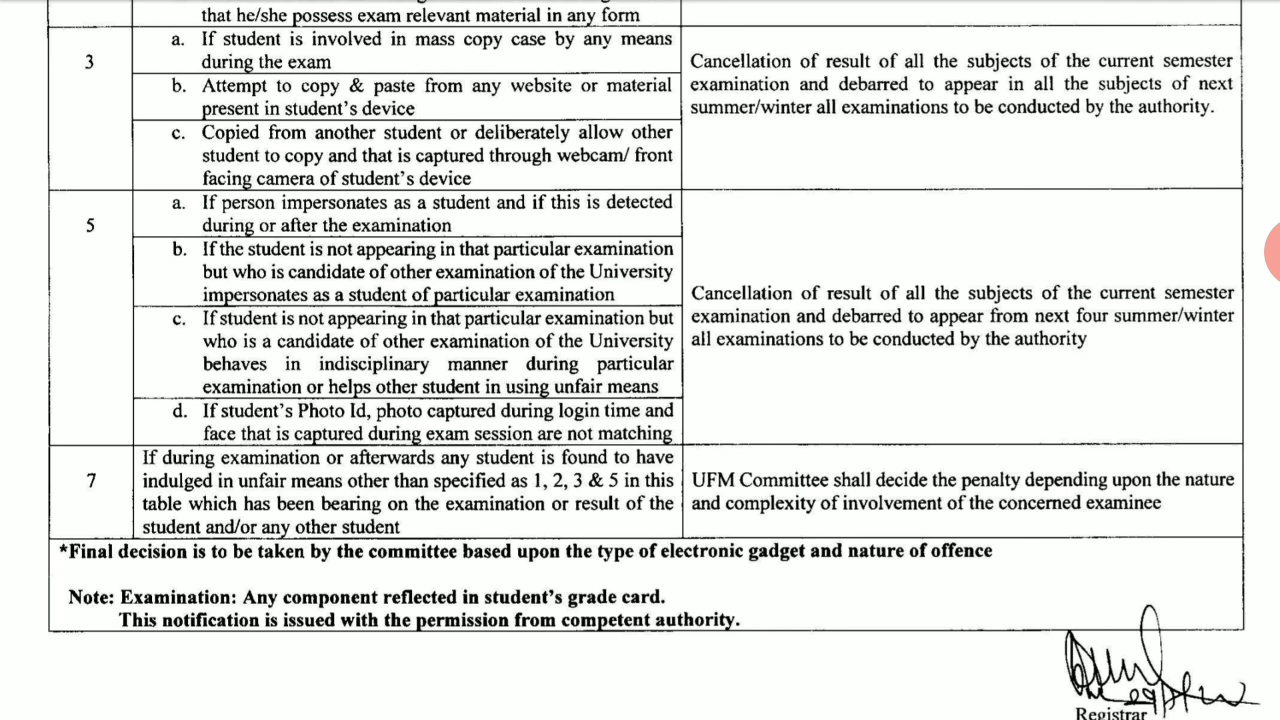 that he/she possess exam relevant material in any form
3
a. If student is involved in mass copy case by any means
during the exam
b. Attempt to copy & paste from any website or material
present in student's device
c. Copied from another student or deliberately allow other
student to copy and that is captured through webcam/ front
facing camera of student's device
Cancellation of result of all the subjects of the current semester
examination and debarred to appear in all the subjects of next
summer/winter all examinations to be conducted by the authority.
5
a. If person impersonates as a student and if this is detected
during or after the examination
b. If the student is not appearing in that particular examination
but who is candidate of other examination of the University
impersonates as a student of particular examination
c. If student is not appearing in that particular examination but
who is a candidate of other examination of the University
behaves in indisciplinary manner during particular
examination or helps other student in using unfair means
d. If student's Photo Id, photo captured during login time and
face that is captured during exam session are not matching
Cancellation of result of all the subjects of the current semester
examination and debarred to appear from next four summer/winter
all examinations to be conducted by the authority
7
If during examination or afterwards any student is found to have
indulged in unfair means other than specified as 1, 2, 3 & 5 in this
table which has been bearing on the examination or result of the
student and/or any other student
UFM Committee shall decide the penalty depending upon the nature
and complexity of involvement of the concerned examinee
*Final decision is to be taken by the committee based upon the type of electronic gadget and nature of offence
Note: Examination: Any component reflected in student's grade card.
This notification is issued with the permission from competent authority.
Registrar